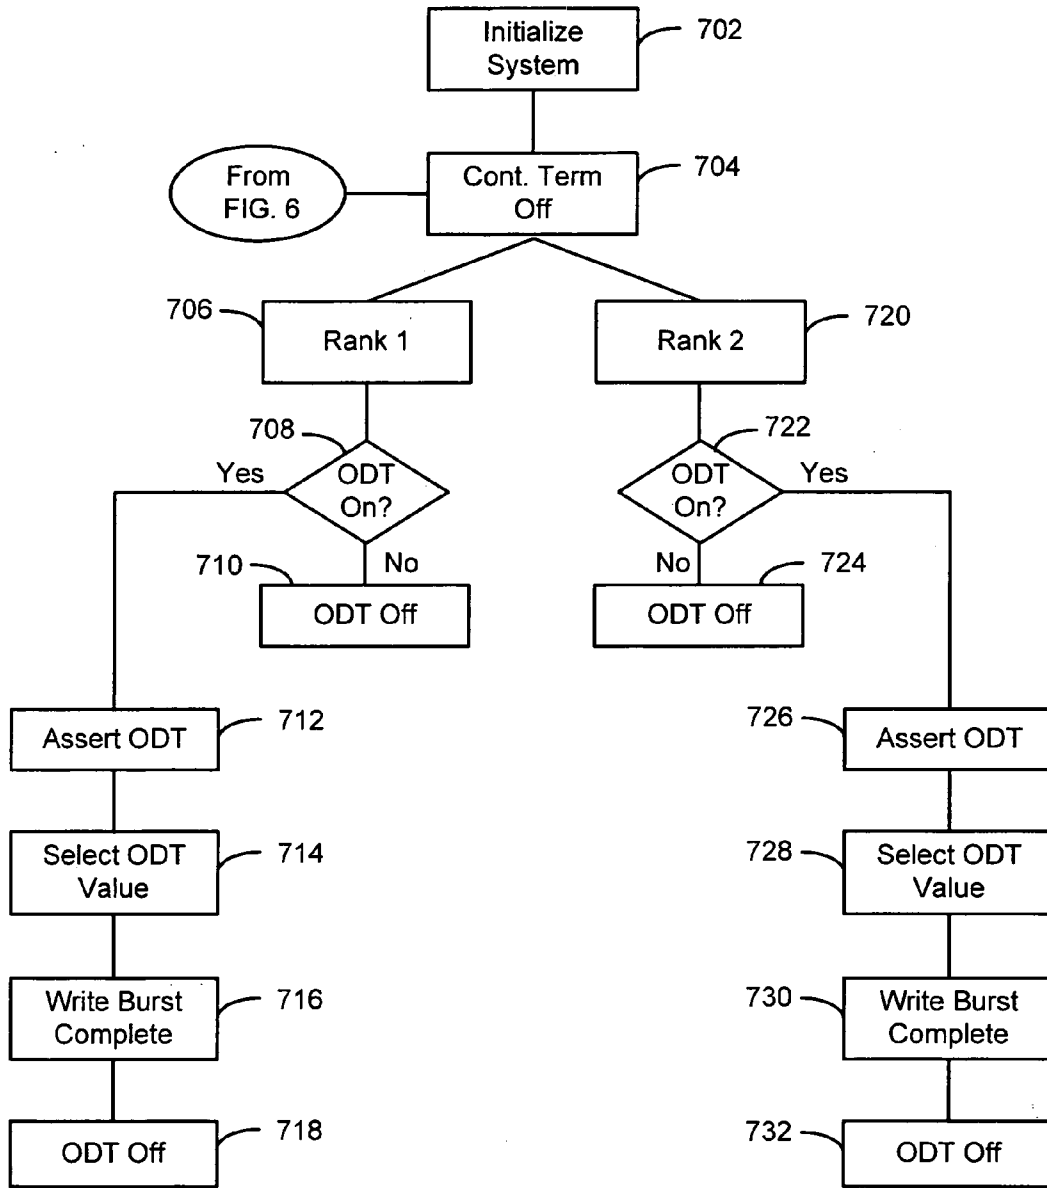 Initialize
System
702
From
FIG. 6
Cont. Term
Off
704
706
Rank 1
Rank 2
720
708
ODT
On?
Yes
No
722
ODT
On?
Yes
No
710
ODT Off
ODT Off
724
Assert ODT
712
726
Assert ODT
Select ODT
Value
714
728
Select ODT
Value
Write Burst
Complete
716
730
Write Burst
Complete
ODT Off
718
732
ODT Off